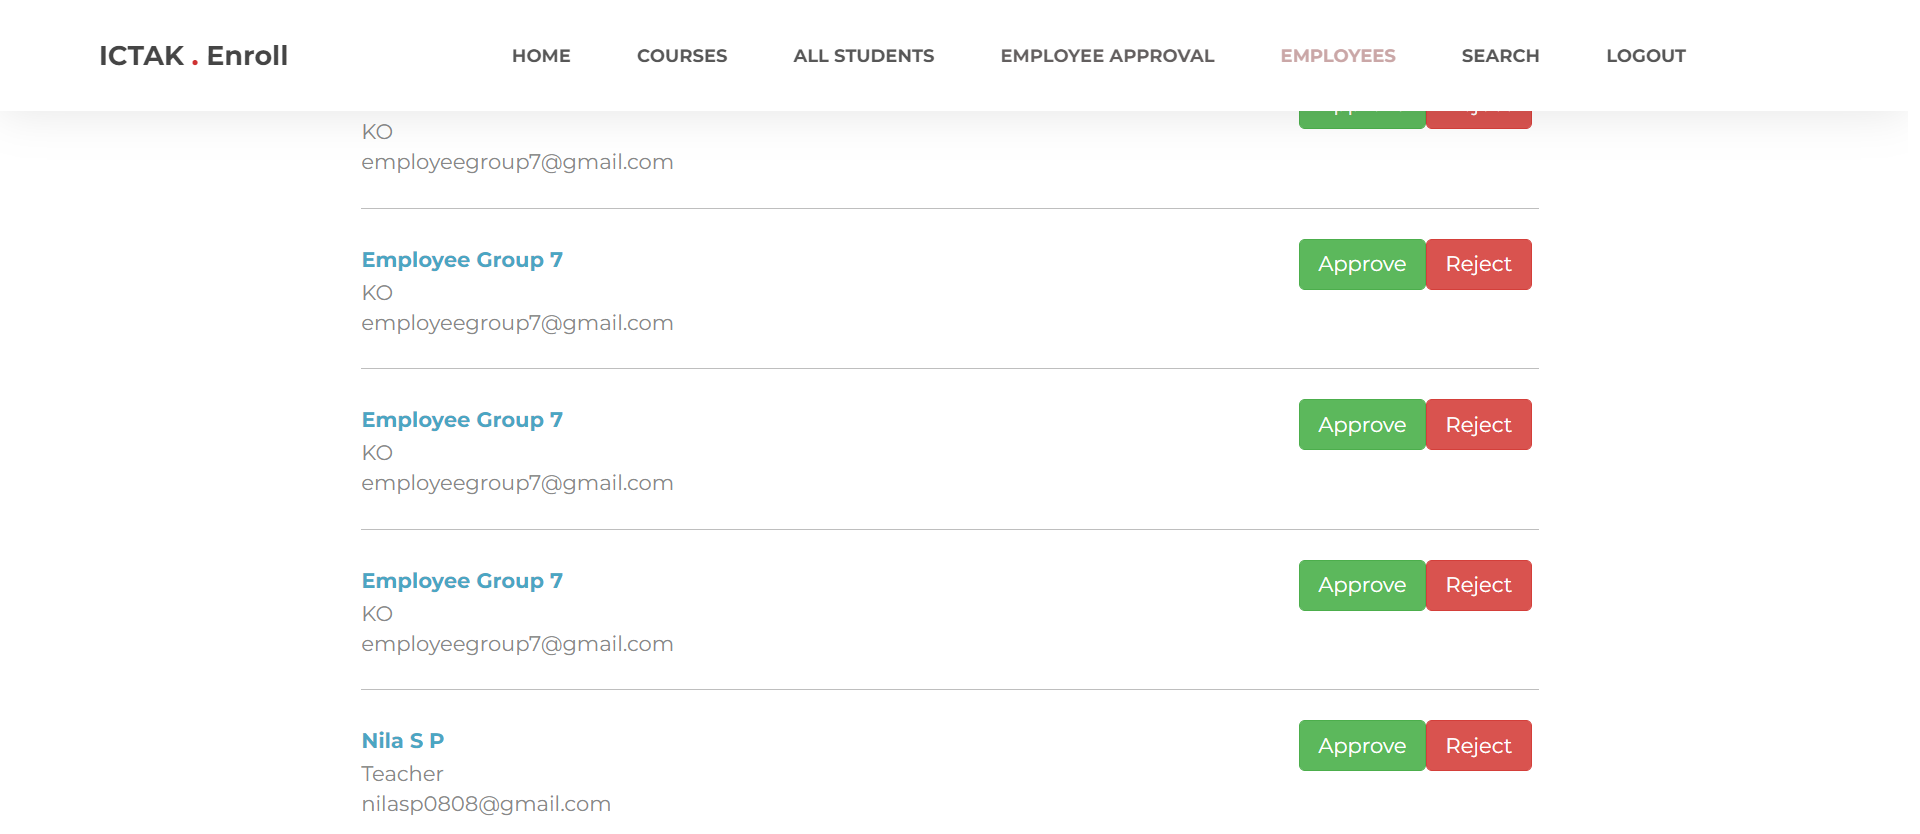 ICTAK . Enroll HOME COURSES ALL STUDENTS EMPLOYEE APPROVAL EMPLOYEES SEARCH LOGOUT
KO
employeegroup7@gmail.com
Employee Group 7 Approve Reject
KO
employeegroup7@gmail.com
Employee Group 7 Approve Reject
KO
employeegroup7@gmail.com
Employee Group 7 Approve Reject
KO
employeegroup7@gmail.com
Nila S P Approve Reject
Teacher
nilasp0808@gmail.com